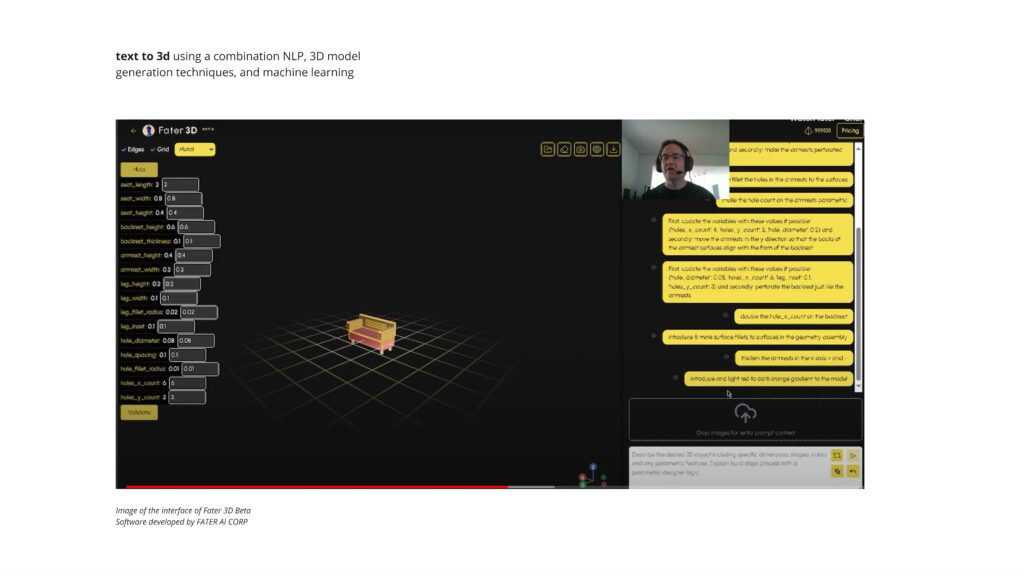 text to 3d using a combination NLP, 3D model
generation techniques, and machine learning
Fater 3D BETA
999635
Pricing
Edges
Grid
Metal
Hide
seat_length: 2 2
seat_width: 0.9 0.9
seat_height: 0.4 0.4
backrest_height: 0.6 0.6
backrest_thickness: 0.1 0.1
armrest_height: 0.4 0.4
armrest_width: 0.2
leg_height: 0.2 0.2
leg_width: 0.1 0.1
leg_fillet_radius: 0.02 0.02
leg_inset: 0.1 0.1
hole_diameter: 0.08 0.08
hole_spacing: 0.1 0.1
hole_fillet_radius: 0.01 0.01
holes_x_count: 6 6
holes_y_count: 3 3
Validate
and secondly: make the armrests perforated
fillet the holes in the armrests to the surfaces
make the hole count on the armrests parametric
First, update the variables with these values if possible:
(holes_x_count: 4, holes_y_count: 2, hole_diameter: 0.2) and
secondly: move the armrests in the y direction so that the backs of
the armrest surfaces align with the front of the backrest
First, update the variables with these values if possible:
(hole_diameter: 0.08, holes_x_count: 6, leg_inset: 0.1,
holes_y_count: 3) and secondly: perforate the backrest just like the
armrests
double the hole_x_count on the backrest
introduce 8 more surface fillets to surfaces in the geometry assembly
thicken the armrests in the x axis + and -
introduce and light red to dark orange gradient to the model
Drop images for extra prompt context
Describe the desired 3D object including specific dimensions, shapes, colors
and any parametric features. Explain build steps process with a
parametric designer logic.
Image of the interface of Fater 3D Beta
Software developed by FATER AI CORP